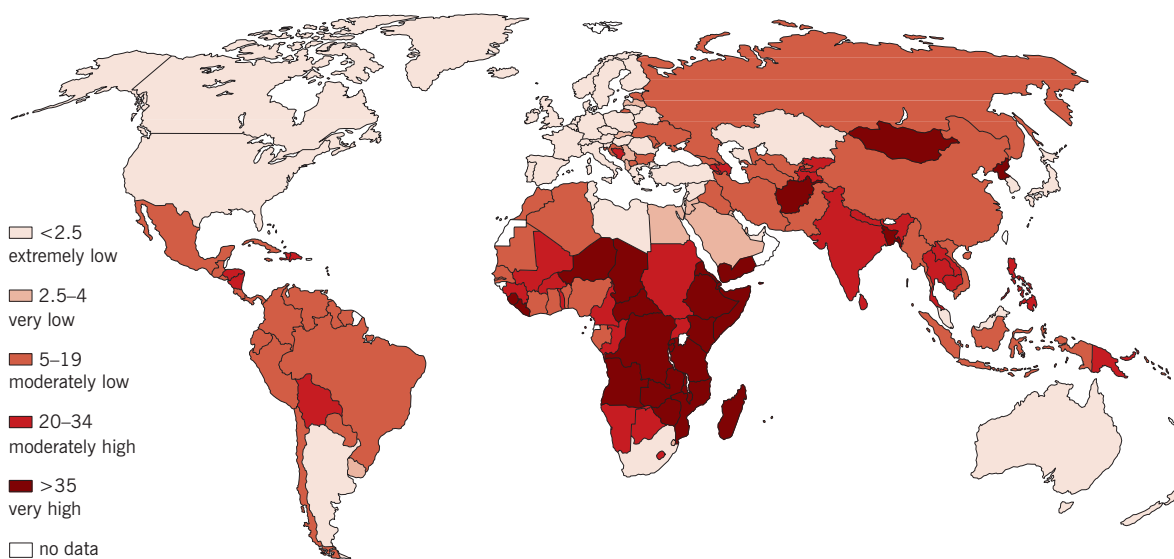 <2.5
extremely low
2.5–4
very low
5–19
moderately low
20–34
moderately high
>35
very high
no data